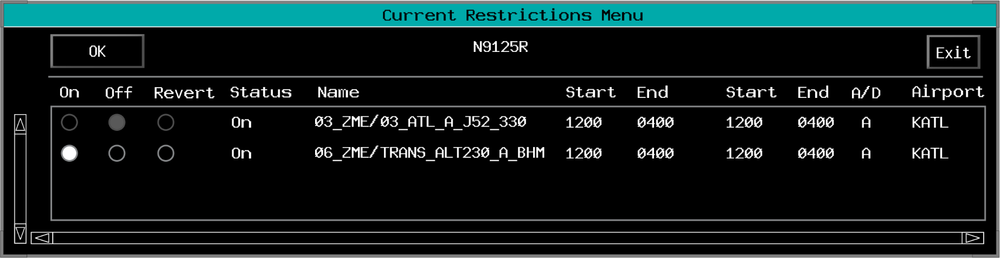 Current Restrictions Menu
OK N9125R Exit
On Off Revert Status Name Start End Start End A/D Airport
On 03_ZME/03_ATL_A_J52_330 1200 0400 1200 0400 A KATL
On 06_ZME/TRANS_ALT230_A_BHM 1200 0400 1200 0400 A KATL